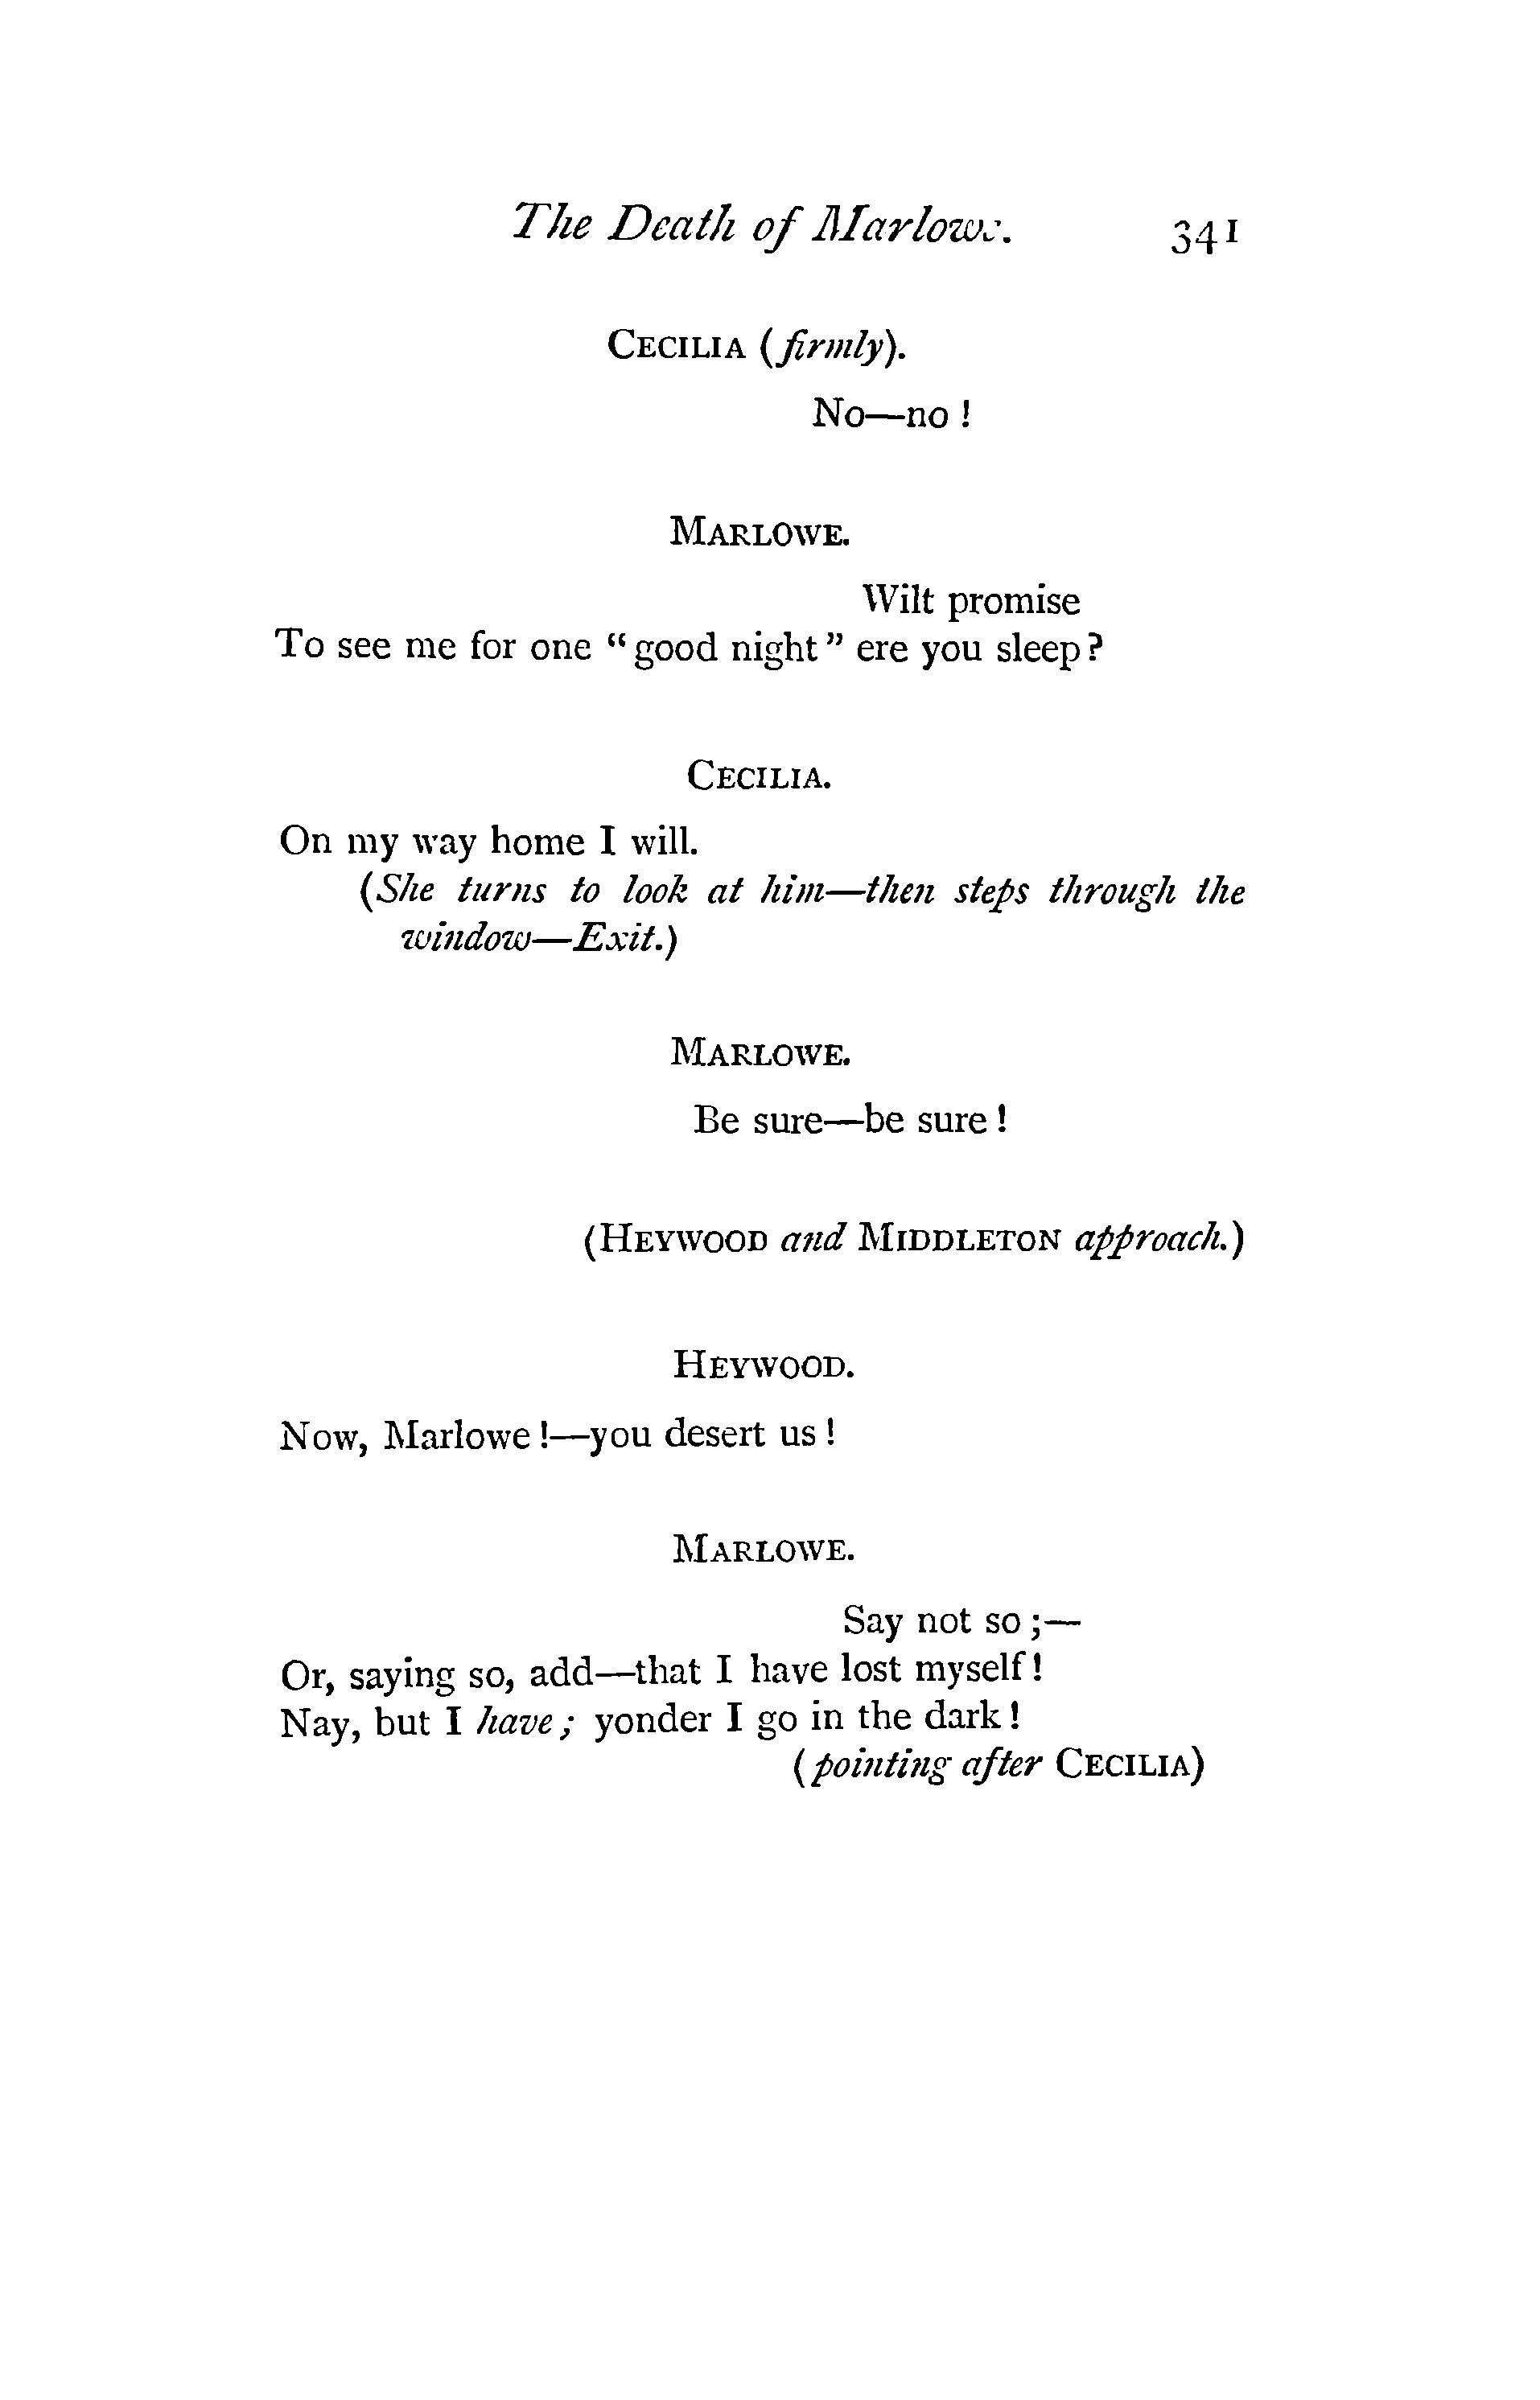 The Death of Marlowe. 341
CECILIA (firmly).
No—no!
MARLOWE.
Wilt promise
To see me for one “good night” ere you sleep?
CECILIA.
On my way home I will.
(She turns to look at him—then steps through the
window—Exit.)
MARLOWE.
Be sure—be sure!
(HEYWOOD and MIDDLETON approach.)
HEYWOOD.
Now, Marlowe!—you desert us!
MARLOWE.
Say not so;—
Or, saying so, add—that I have lost myself!
Nay, but I have; yonder I go in the dark!
(pointing after CECILIA)